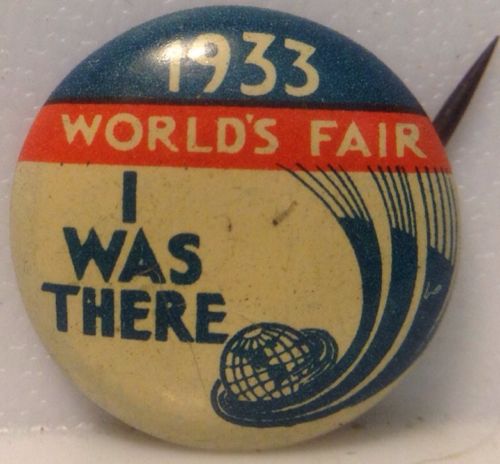 1933
WORLD'S FAIR
I
WAS
THERE